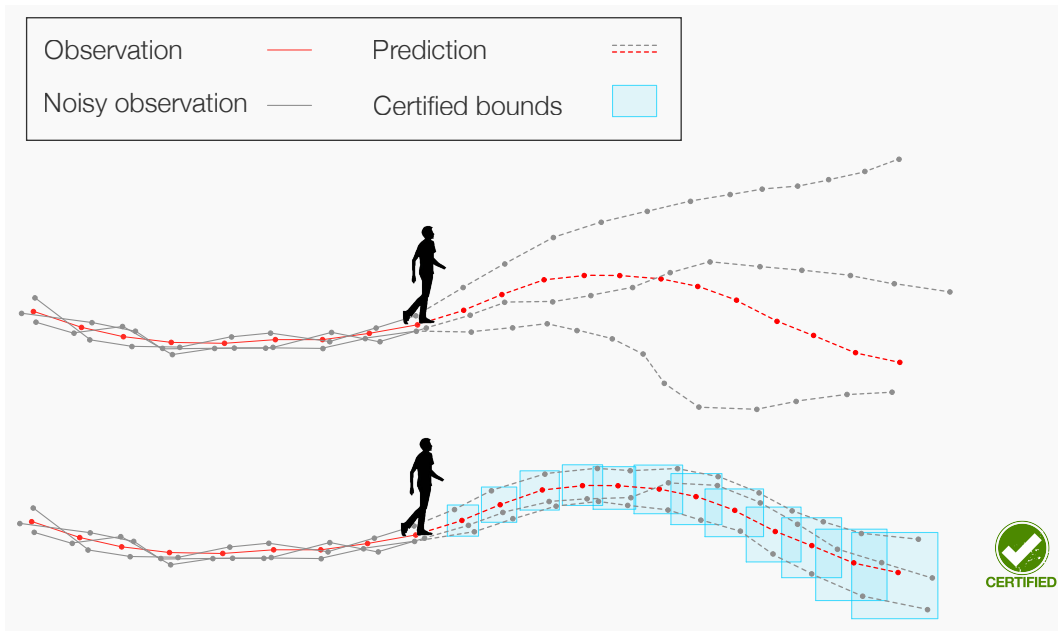 Observation
Prediction
Noisy observation
Certified bounds
CERTIFIED